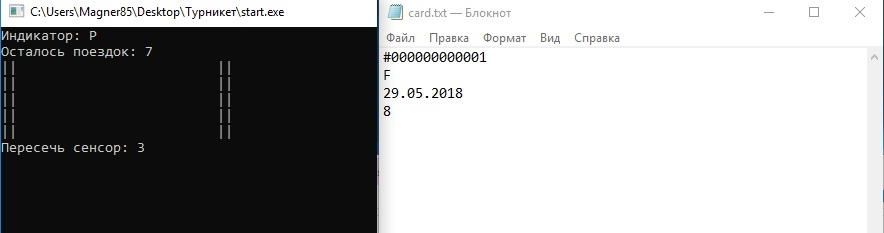 C:\Users\Magner85\Desktop\Турникет\start.exe
Индикатор: P
Осталось поездок: 7
|| ||
|| ||
|| ||
|| ||
|| ||
Пересечь сенсор: 3
card.txt — Блокнот
Файл Правка Формат Вид Справка
#000000000001
F
29.05.2018
8